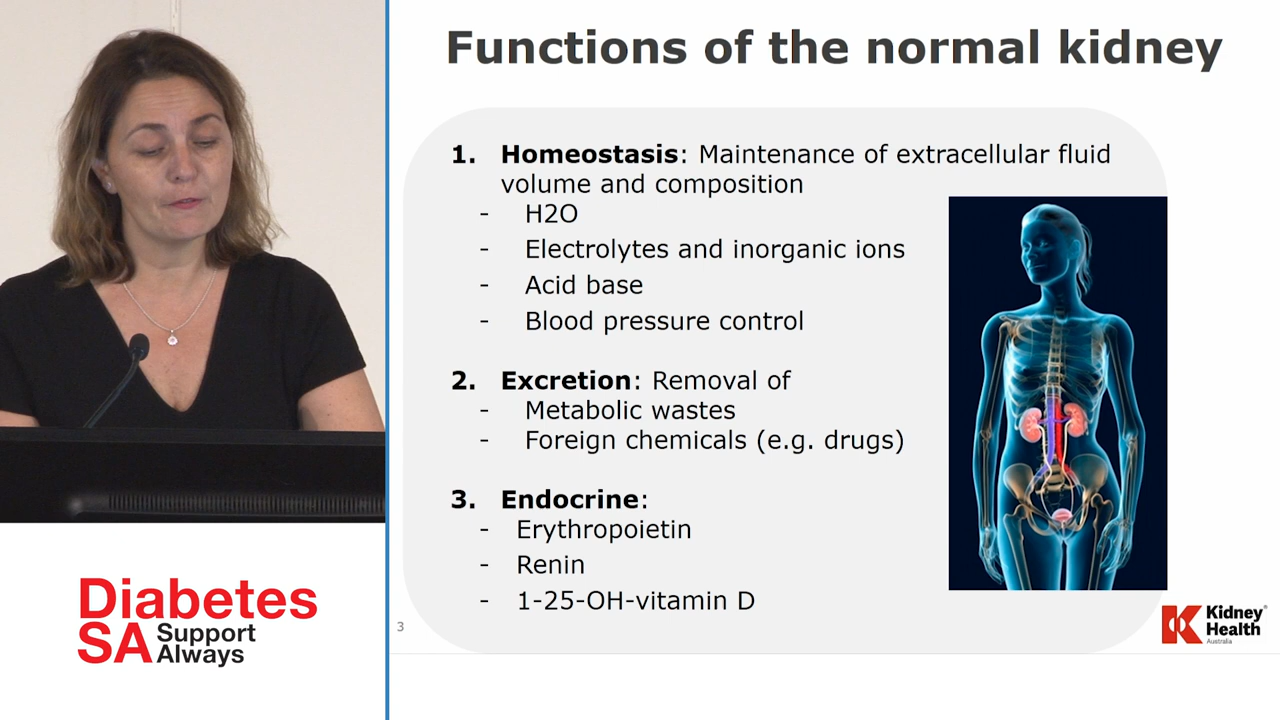 Functions of the normal kidney
1. Homeostasis: Maintenance of extracellular fluid
volume and composition
- H2O
- Electrolytes and inorganic ions
- Acid base
- Blood pressure control
2. Excretion: Removal of
- Metabolic wastes
- Foreign chemicals (e.g. drugs)
3. Endocrine:
- Erythropoietin
- Renin
- 1-25-OH-vitamin D
3
Kidney
Health
Australia
Diabetes
SA Support
Always